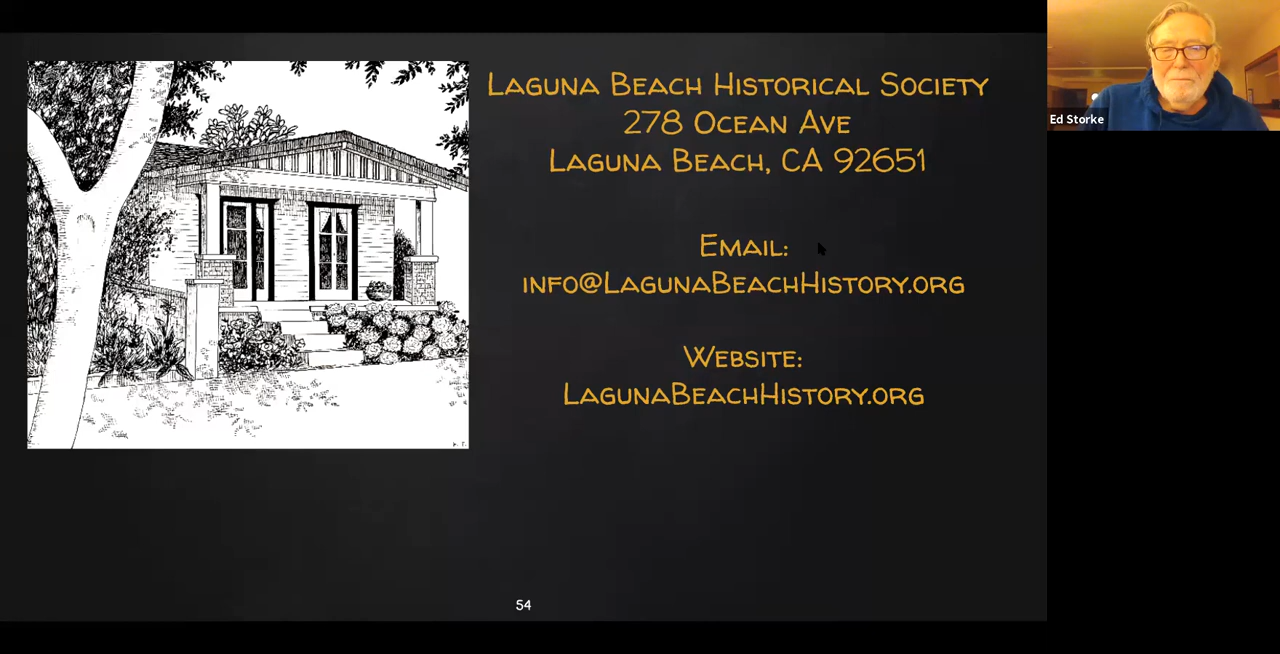 Laguna Beach Historical Society
278 Ocean Ave
Laguna Beach, CA 92651
Email:
info@LagunaBeachHistory.org
Website:
LagunaBeachHistory.org
54
Ed Storke